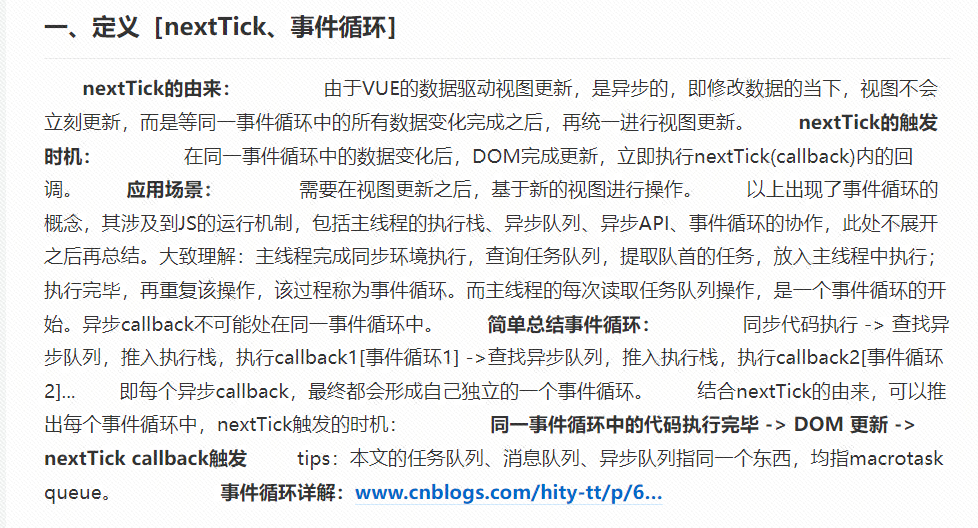 一、定义［nextTick、事件循环］
nextTick的由来： 由于VUE的数据驱动视图更新，是异步的，即修改数据的当下，视图不会
立刻更新，而是等同一事件循环中的所有数据变化完成之后，再统一进行视图更新。 nextTick的触发
时机： 在同一事件循环中的数据变化后，DOM完成更新，立即执行nextTick(callback)内的回
调。 应用场景： 需要在视图更新之后，基于新的视图进行操作。 以上出现了事件循环的
概念，其涉及到JS的运行机制，包括主线程的执行栈、异步队列、异步API、事件循环的协作，此处不展开
之后再总结。大致理解：主线程完成同步环境执行，查询任务队列，提取队首的任务，放入主线程中执行；
执行完毕，再重复该操作，该过程称为事件循环。而主线程的每次读取任务队列操作，是一个事件循环的开
始。异步callback不可能处在同一事件循环中。 简单总结事件循环： 同步代码执行 -> 查找异
步队列，推入执行栈，执行callback1[事件循环1] ->查找异步队列，推入执行栈，执行callback2[事件循环
2]... 即每个异步callback，最终都会形成自己独立的一个事件循环。 结合nextTick的由来，可以推
出每个事件循环中，nextTick触发的时机： 同一事件循环中的代码执行完毕 -> DOM 更新 ->
nextTick callback触发 tips：本文的任务队列、消息队列、异步队列指同一个东西，均指macrotask
queue。 事件循环详解：www.cnblogs.com/hity-tt/p/6...